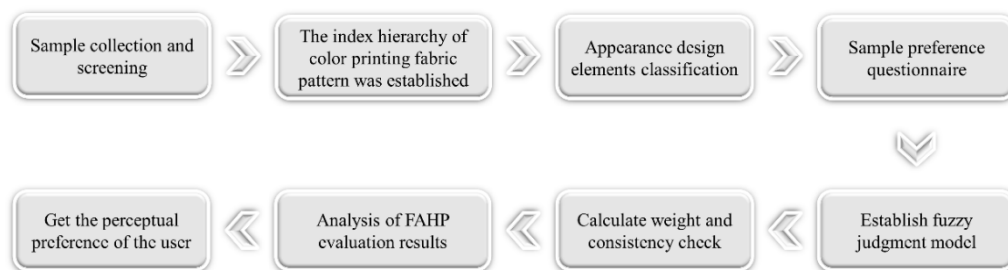 Sample collection and
screening
The index hierarchy of
color printing fabric
pattern was established
Appearance design
elements classification
Sample preference
questionnaire
Establish fuzzy
judgment model
Calculate weight and
consistency check
Analysis of FAHP
evaluation results
Get the perceptual
preference of the user